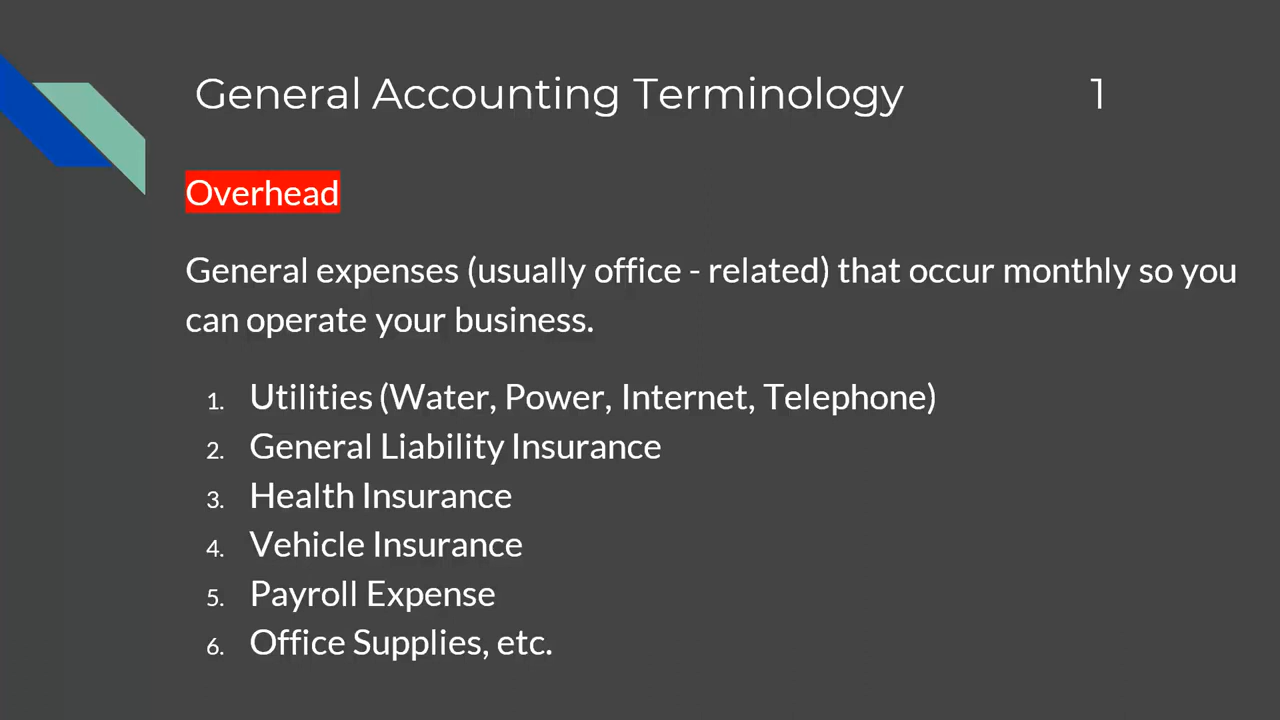 General Accounting Terminology 1
Overhead
General expenses (usually office - related) that occur monthly so you
can operate your business.
1. Utilities (Water, Power, Internet, Telephone)
2. General Liability Insurance
3. Health Insurance
4. Vehicle Insurance
5. Payroll Expense
6. Office Supplies, etc.